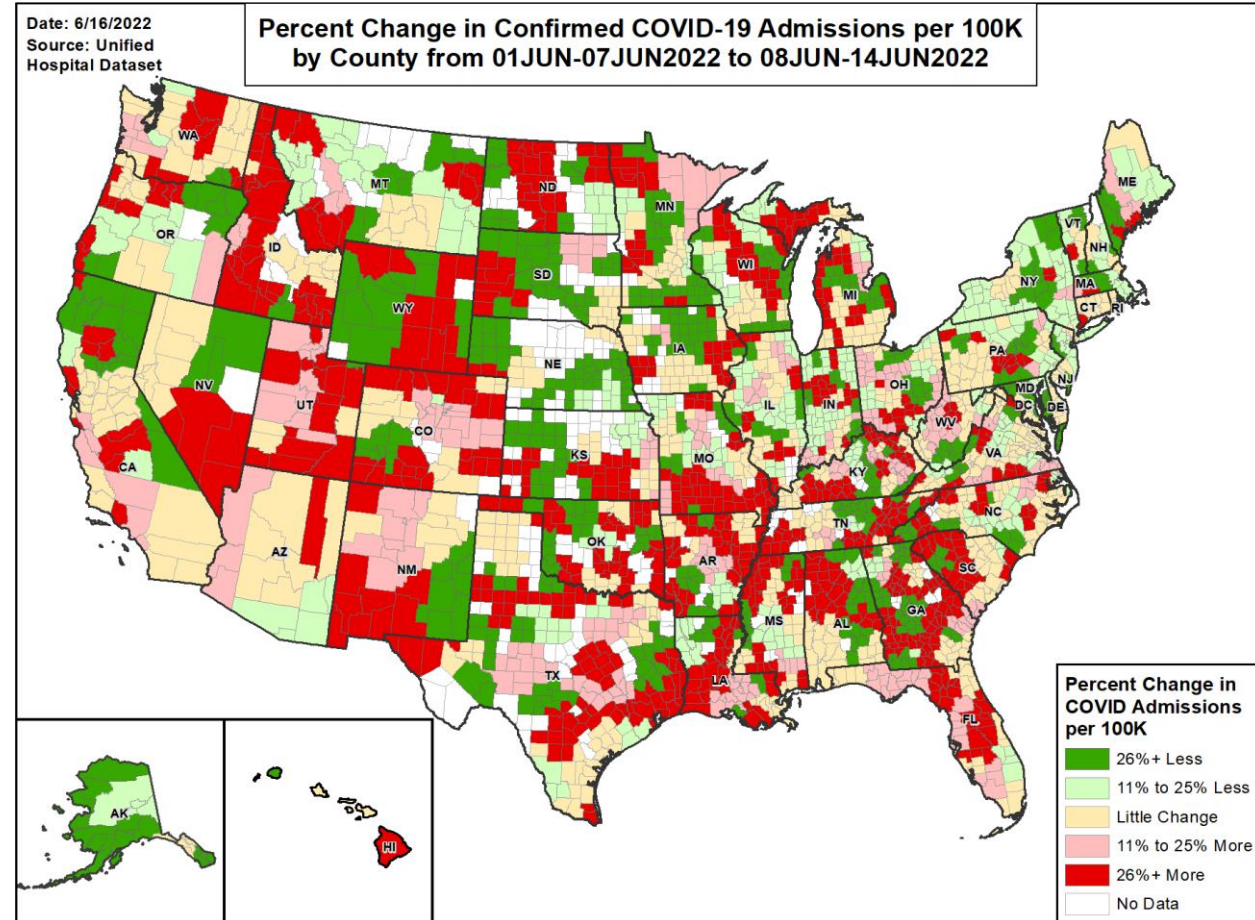 Date: 6/16/2022
Source: Unified
Hospital Dataset
Percent Change in Confirmed COVID-19 Admissions per 100K
by County from 01JUN-07JUN2022 to 08JUN-14JUN2022
WA
MT
ND
MN
ME
OR
ID
SD
WI
MI
VT
NH
NY
MA
CT
RI
WY
NE
IA
PA
NJ
NV
UT
CO
KS
MO
IL
IN
OH
MD
DC
DE
WV
VA
KY
CA
AZ
NM
OK
AR
TN
NC
SC
MS
AL
GA
TX
LA
FL
AK
HI
Percent Change in
COVID Admissions
per 100K
26%+ Less
11% to 25% Less
Little Change
11% to 25% More
26%+ More
No Data